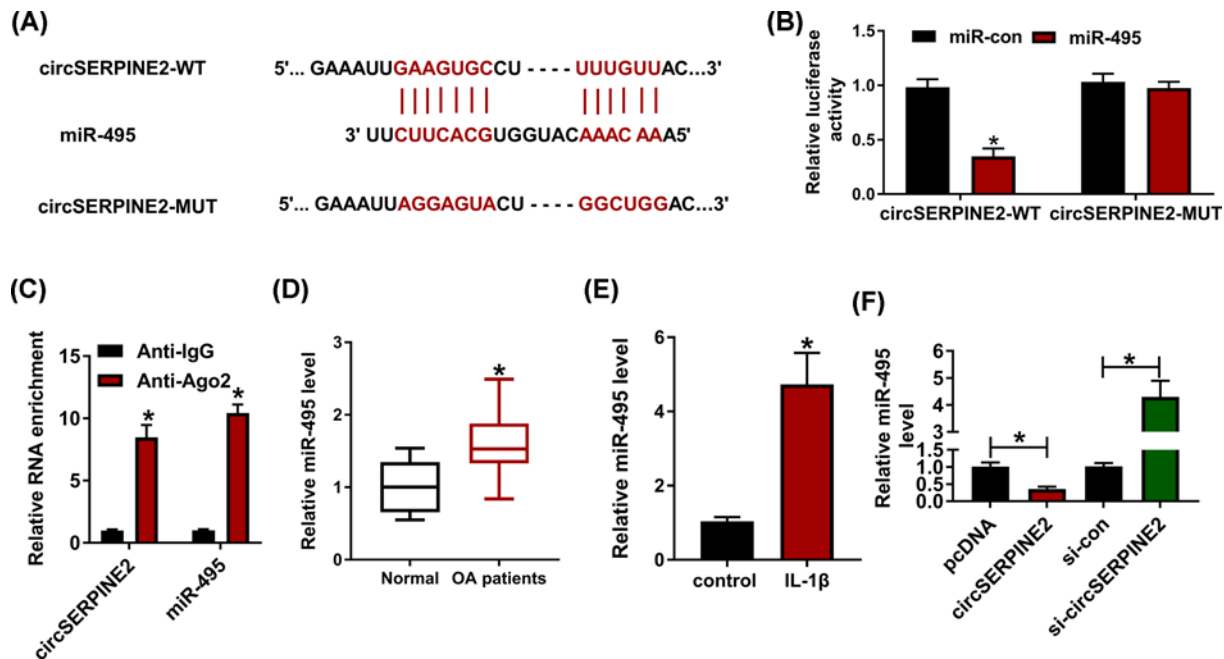 (A)
circSERPINE2-WT 5'... GAAAUUGAAGUGCCU - - - - UUUGUUAC...3'
miR-495 3' UUCUUCACGUGGUACAAACAAA5'
circSERPINE2-MUT 5'... GAAAUUAGGAGUACU - - - - GGCUGGAC...3'
(B)
miR-con miR-495
Relative luciferase
activity
1.5
1.0
0.5
0.0
*
circSERPINE2-WT circSERPINE2-MUT
(C)
Relative RNA enrichment
Anti-IgG
Anti-Ago2
15
10
5
0
* *
circSERPINE2 miR-495
(D)
Relative miR-495 level
3
2
1
0
*
Normal OA patients
(E)
Relative miR-495 level
6
4
2
0
*
control IL-1β
(F)
Relative miR-495
level
6
5
4
3
2
1.5
1.0
0.5
0.0
* *
pcDNA circSERPINE2 si-con si-circSERPINE2